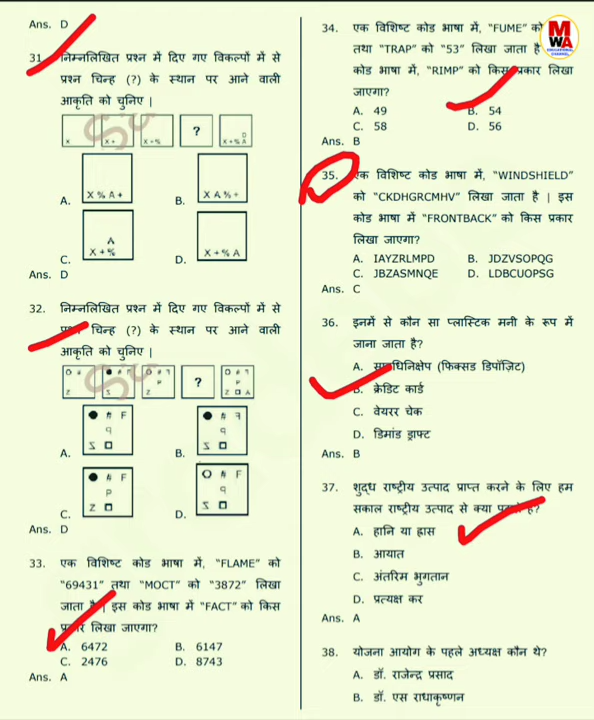 Ans. D
31. निम्नलिखित प्रश्न में दिए गए विकल्पों में से
प्रश्न चिन्ह (?) के स्थान पर आने वाली
आकृति को चुनिए |
X
X +
X + %
?
X + % A
D
A. X % A +
B. X A % +
C. A
X + %
D. X + % A
Ans. D
32. निम्नलिखित प्रश्न में दिए गए विकल्पों में से
प्रश्न चिन्ह (?) के स्थान पर आने वाली
आकृति को चुनिए |
?
A.
B.
C.
D.
Ans. D
33. एक विशिष्ट कोड भाषा में, "FLAME" को
"69431" तथा "MOCT" को "3872" लिखा
जाता है | इस कोड भाषा में "FACT" को किस
प्रकार लिखा जाएगा?
A. 6472 B. 6147
C. 2476 D. 8743
Ans. A
34. एक विशिष्ट कोड भाषा में, "FUME" को
तथा "TRAP" को "53" लिखा जाता है
कोड भाषा में, "RIMP" को किस प्रकार लिखा
जाएगा?
A. 49 B. 54
C. 58 D. 56
Ans. B
35. एक विशिष्ट कोड भाषा में, "WINDSHIELD"
को "CKDHGRCMHV" लिखा जाता है | इस
कोड भाषा में "FRONTBACK" को किस प्रकार
लिखा जाएगा?
A. IAYZRLMPD B. JDZVSOPQG
C. JBZASMNQE D. LDBCUOPSG
Ans. C
36. इनमें से कौन सा प्लास्टिक मनी के रूप में
जाना जाता है?
A. सावधिनिक्षेप (फिक्सड डिपॉज़िट)
B. क्रेडिट कार्ड
C. वेयरर चेक
D. डिमांड ड्राफ्ट
Ans. B
37. शुद्ध राष्ट्रीय उत्पाद प्राप्त करने के लिए हम
सकल राष्ट्रीय उत्पाद से क्या है?
A. हानि या ह्रास
B. आयात
C. अंतरिम भुगतान
D. प्रत्यक्ष कर
Ans. A
38. योजना आयोग के पहले अध्यक्ष कौन थे?
A. डॉ. राजेन्द्र प्रसाद
B. डॉ. एस राधाकृष्णन
MWA
EDUCATIONAL
CHANNEL